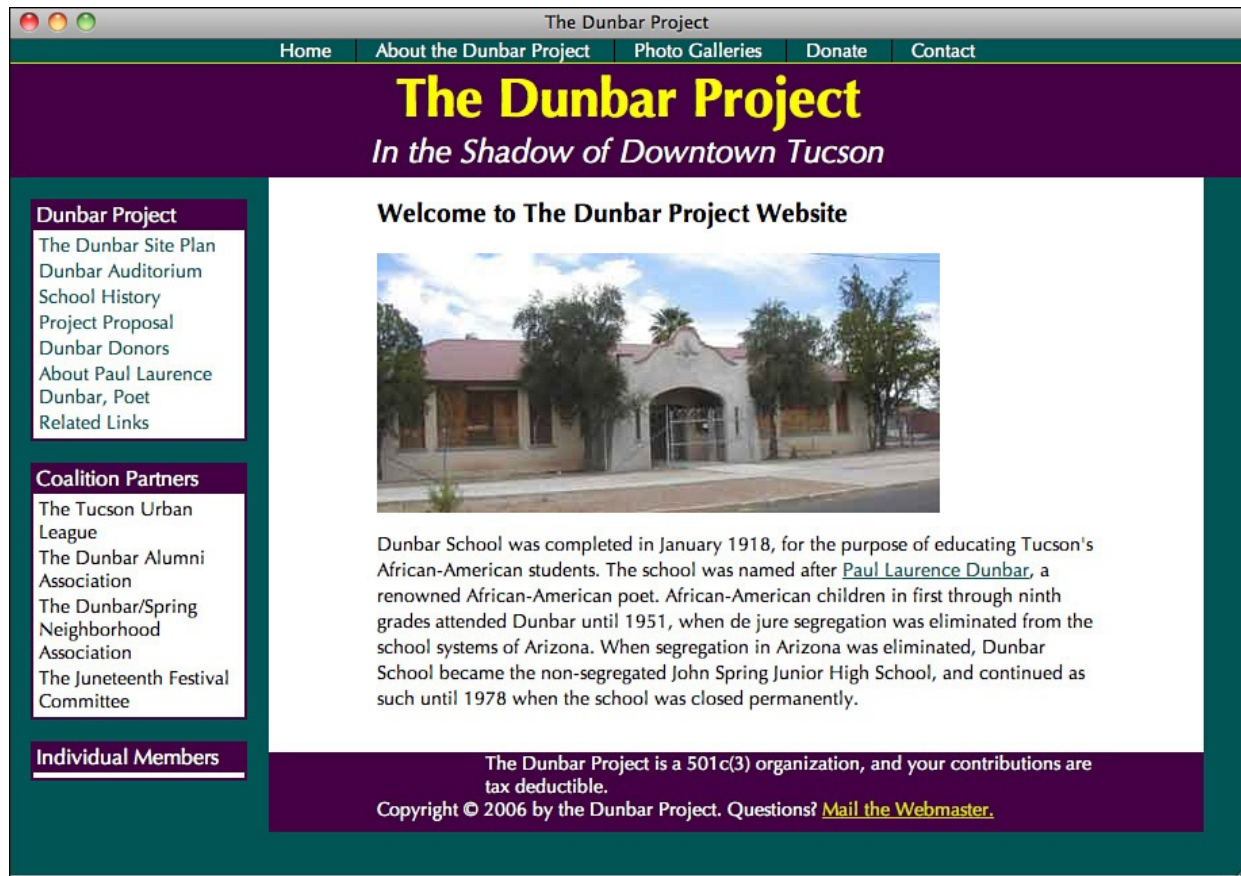 The Dunbar Project
Home
About the Dunbar Project
Photo Galleries
Donate
Contact
The Dunbar Project
In the Shadow of Downtown Tucson
Dunbar Project
The Dunbar Site Plan
Dunbar Auditorium
School History
Project Proposal
Dunbar Donors
About Paul Laurence
Dunbar, Poet
Related Links
Coalition Partners
The Tucson Urban
League
The Dunbar Alumni
Association
The Dunbar/Spring
Neighborhood
Association
The Juneteenth Festival
Committee
Individual Members
Welcome to The Dunbar Project Website
Dunbar School was completed in January 1918, for the purpose of educating Tucson's
African-American students. The school was named after Paul Laurence Dunbar, a
renowned African-American poet. African-American children in first through ninth
grades attended Dunbar until 1951, when de jure segregation was eliminated from the
school systems of Arizona. When segregation in Arizona was eliminated, Dunbar
School became the non-segregated John Spring Junior High School, and continued as
such until 1978 when the school was closed permanently.
The Dunbar Project is a 501c(3) organization, and your contributions are
tax deductible.
Copyright © 2006 by the Dunbar Project. Questions? Mail the Webmaster.